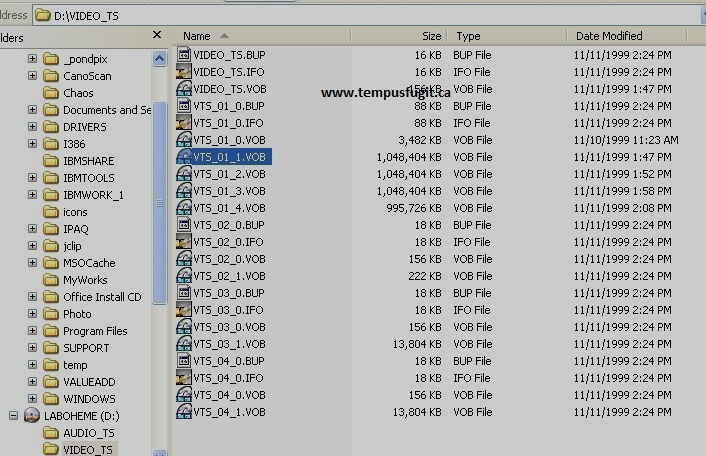 ddress D:\VIDEO_TS
lders
_pondpix
CanoScan
Chaos
Documents and Se
DRIVERS
I386
IBMSHARE
IBMTOOLS
IBMWORK_1
icons
IPAQ
jclip
MSOCache
MyWorks
Office Install CD
Photo
Program Files
SUPPORT
temp
VALUEADD
WINDOWS
LABOHEME (D:)
AUDIO_TS
VIDEO_TS
Name Size Type Date Modified
VIDEO_TS.BUP 16 KB BUP File 11/11/1999 2:24 PM
VIDEO_TS.IFO 16 KB IFO File 11/11/1999 2:24 PM
VIDEO_TS.VOB 156 KB VOB File 11/11/1999 1:47 PM
www.tempusfugit.ca
VTS_01_0.BUP 88 KB BUP File 11/11/1999 2:24 PM
VTS_01_0.IFO 88 KB IFO File 11/11/1999 2:24 PM
VTS_01_0.VOB 3,482 KB VOB File 11/10/1999 11:23 AM
VTS_01_1.VOB 1,048,404 KB VOB File 11/11/1999 1:47 PM
VTS_01_2.VOB 1,048,404 KB VOB File 11/11/1999 1:52 PM
VTS_01_3.VOB 1,048,404 KB VOB File 11/11/1999 1:58 PM
VTS_01_4.VOB 995,726 KB VOB File 11/11/1999 2:08 PM
VTS_02_0.BUP 18 KB BUP File 11/11/1999 2:24 PM
VTS_02_0.IFO 18 KB IFO File 11/11/1999 2:24 PM
VTS_02_0.VOB 156 KB VOB File 11/11/1999 2:24 PM
VTS_02_1.VOB 222 KB VOB File 11/11/1999 2:24 PM
VTS_03_0.BUP 18 KB BUP File 11/11/1999 2:24 PM
VTS_03_0.IFO 18 KB IFO File 11/11/1999 2:24 PM
VTS_03_0.VOB 156 KB VOB File 11/11/1999 2:24 PM
VTS_03_1.VOB 13,804 KB VOB File 11/11/1999 2:24 PM
VTS_04_0.BUP 18 KB BUP File 11/11/1999 2:24 PM
VTS_04_0.IFO 18 KB IFO File 11/11/1999 2:24 PM
VTS_04_0.VOB 156 KB VOB File 11/11/1999 2:24 PM
VTS_04_1.VOB 13,804 KB VOB File 11/11/1999 2:24 PM